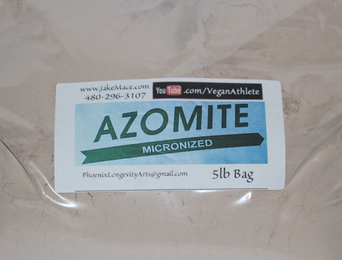 www.JakeMace.com
480-296-3107
YouTube .com/VeganAthlete
AZOMITE
MICRONIZED
PhoenixLongevityArts@gmail.com
5lb Bag